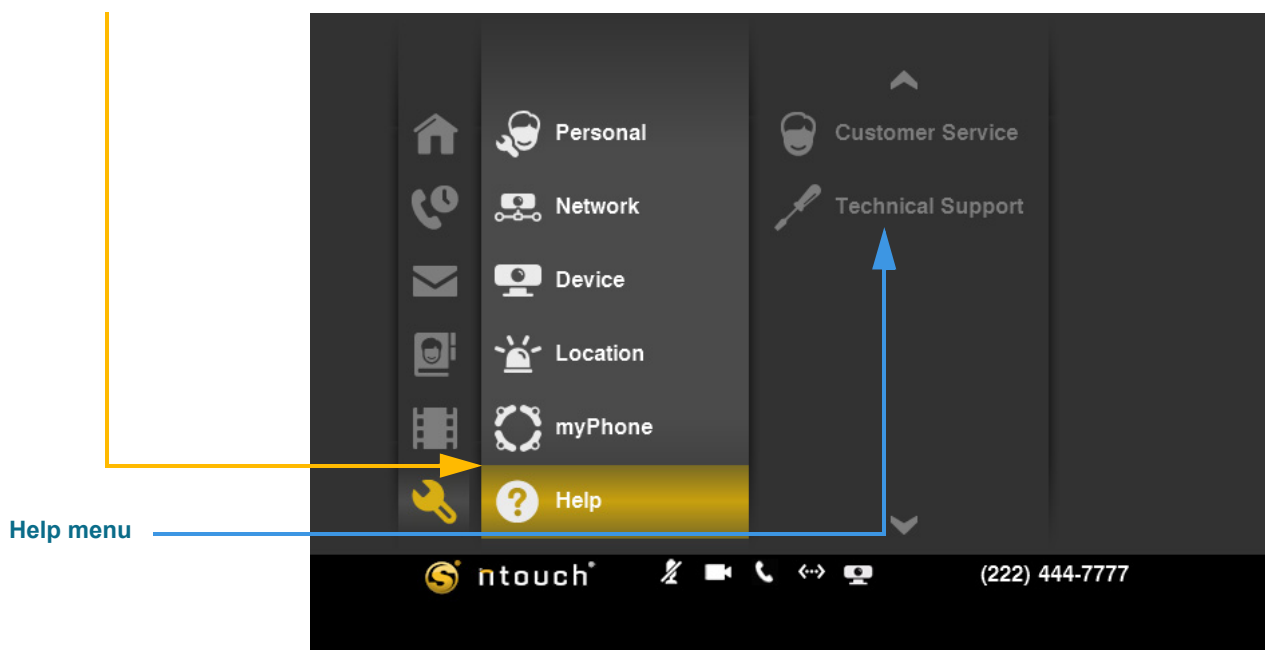 Personal
Customer Service
Network
Technical Support
Device
Location
myPhone
Help
Help menu
ntouch®
(222) 444-7777